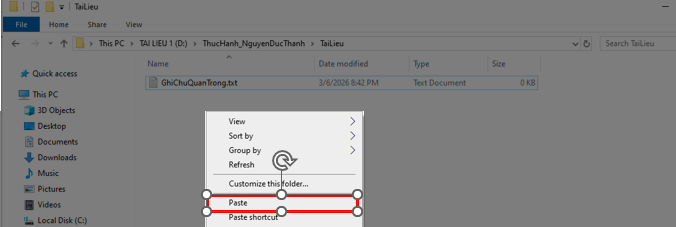 TaiLieu
File Home Share View
This PC > TAI LIEU 1 (D:) > ThucHanh_NguyenDucThanh > TaiLieu
Search TaiLieu
Name Date modified Type Size
Quick access
GhiChuQuanTrong.txt 3/6/2026 8:42 PM Text Document 0 KB
This PC
3D Objects
Desktop
Documents
Downloads
Music
Pictures
Videos
Local Disk (C:)
View
Sort by
Group by
Refresh
Customize this folder...
Paste
Paste shortcut